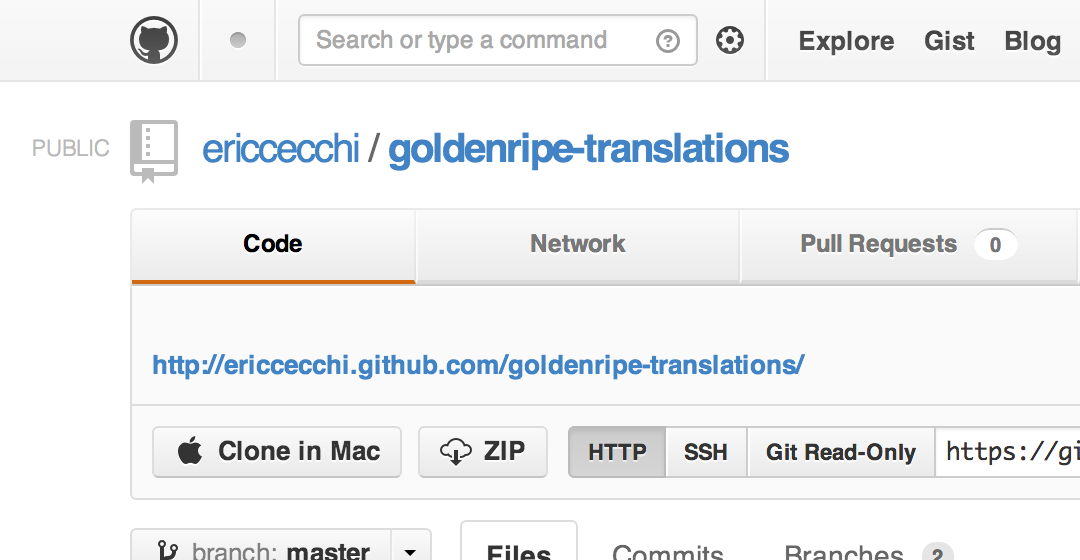 Search or type a command ?
Explore Gist Blog
PUBLIC ericcecchi / goldenripe-translations
Code Network Pull Requests 0
http://ericcecchi.github.com/goldenripe-translations/
Clone in Mac ZIP HTTP SSH Git Read-Only https://gi
branch: master Files Commits Branches 2